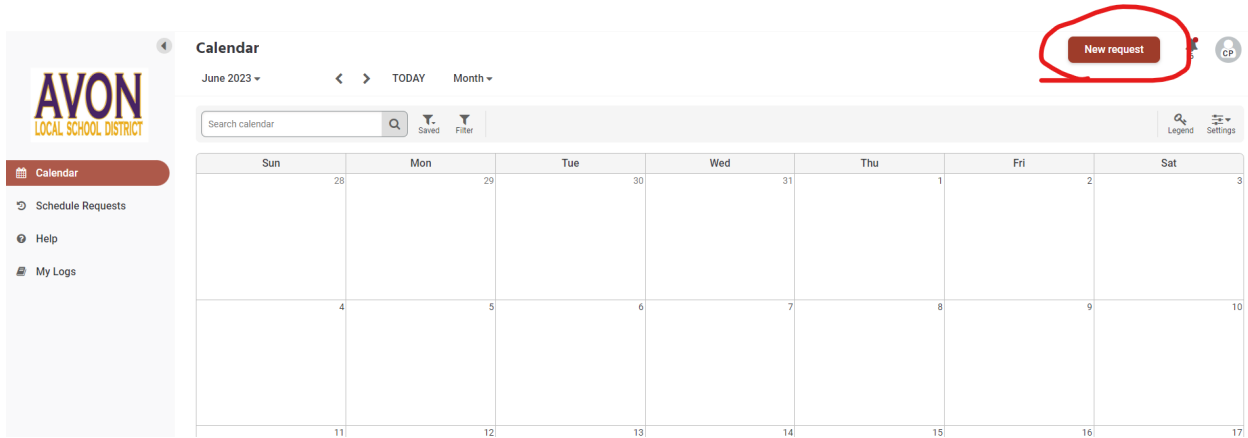 Calendar
New request
CP
June 2023
TODAY
Month
AVON
LOCAL SCHOOL DISTRICT
Search calendar
Saved
Filter
Legend
Settings
Calendar
Schedule Requests
Help
My Logs
Sun Mon Tue Wed Thu Fri Sat
28 29 30 31 1 2 3
4 5 6 7 8 9 10
11 12 13 14 15 16 17